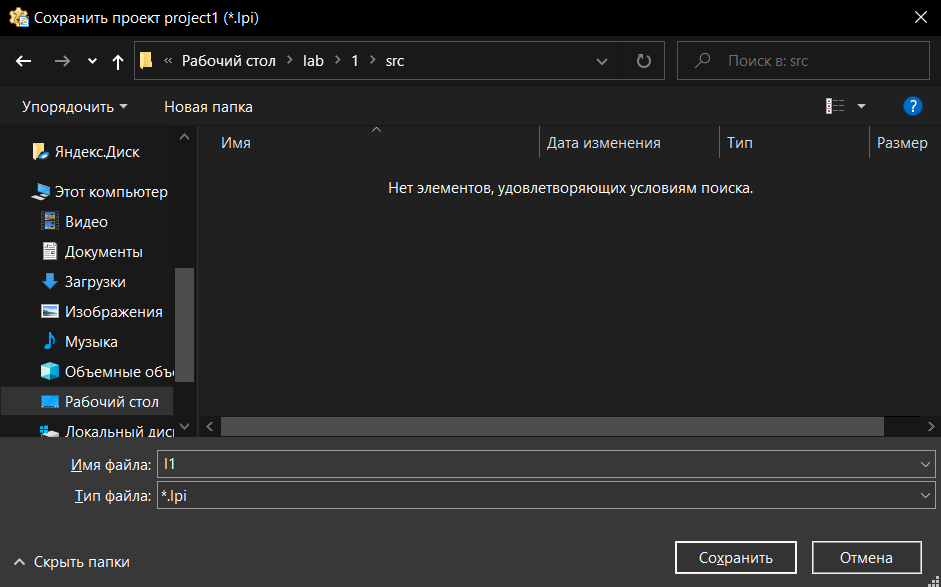 Сохранить проект project1 (*.lpi)
« Рабочий стол > lab > 1 > src
Поиск в: src
Упорядочить
Новая папка
?
Имя
Дата изменения
Тип
Размер
Нет элементов, удовлетворяющих условиям поиска.
Яндекс.Диск
Этот компьютер
Видео
Документы
Загрузки
Изображения
Музыка
Объемные объ
Рабочий стол
Локальный дис
Имя файла: l1
Тип файла: *.lpi
Скрыть папки
Сохранить
Отмена